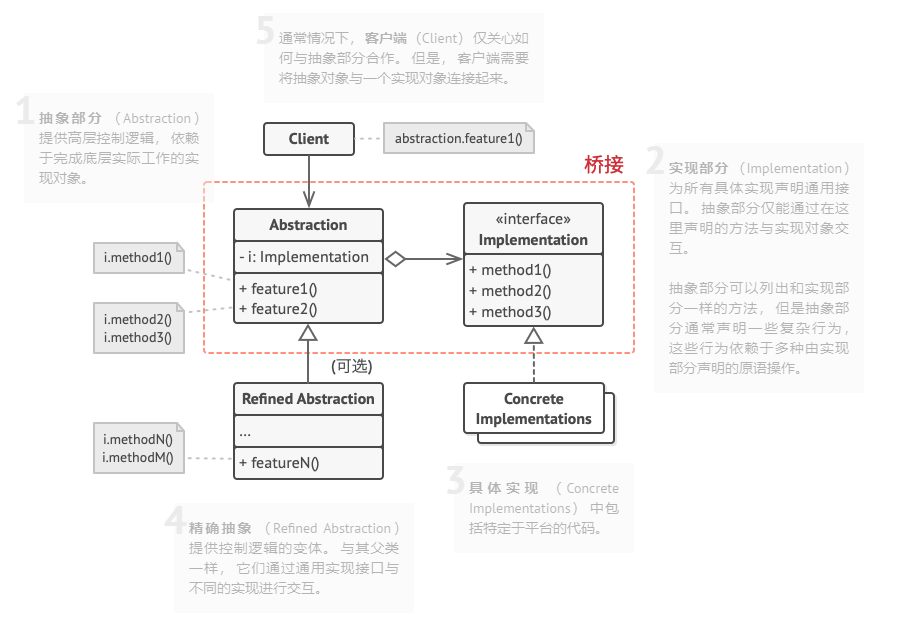 5
通常情况下， 客户端 （Client） 仅关心如
何与抽象部分合作。 但是， 客户端需要
将抽象对象与一个实现对象连接起来。
1
抽象部分 （Abstraction）
提供高层控制逻辑， 依赖
于完成底层实际工作的实
现对象。
Client
abstraction.feature1()
桥接
2
实现部分 （Implementation）
为所有具体实现声明通用接
口。 抽象部分仅能通过在这
里声明的方法与实现对象交
互。
抽象部分可以列出和实现部
分一样的方法， 但是抽象部
分通常声明一些复杂行为，
这些行为依赖于多种由实现
部分声明的原语操作。
Abstraction
- i: Implementation
+ feature1()
+ feature2()
«interface»
Implementation
+ method1()
+ method2()
+ method3()
i.method1()
i.method2()
i.method3()
(可选)
Refined Abstraction
...
+ featureN()
Concrete
Implementations
i.methodN()
i.methodM()
3
具体实现 （Concrete
Implementations） 中包
括特定于平台的代码。
4
精确抽象 （Refined Abstraction）
提供控制逻辑的变体。 与其父类
一样， 它们通过通用实现接口与
不同的实现进行交互。